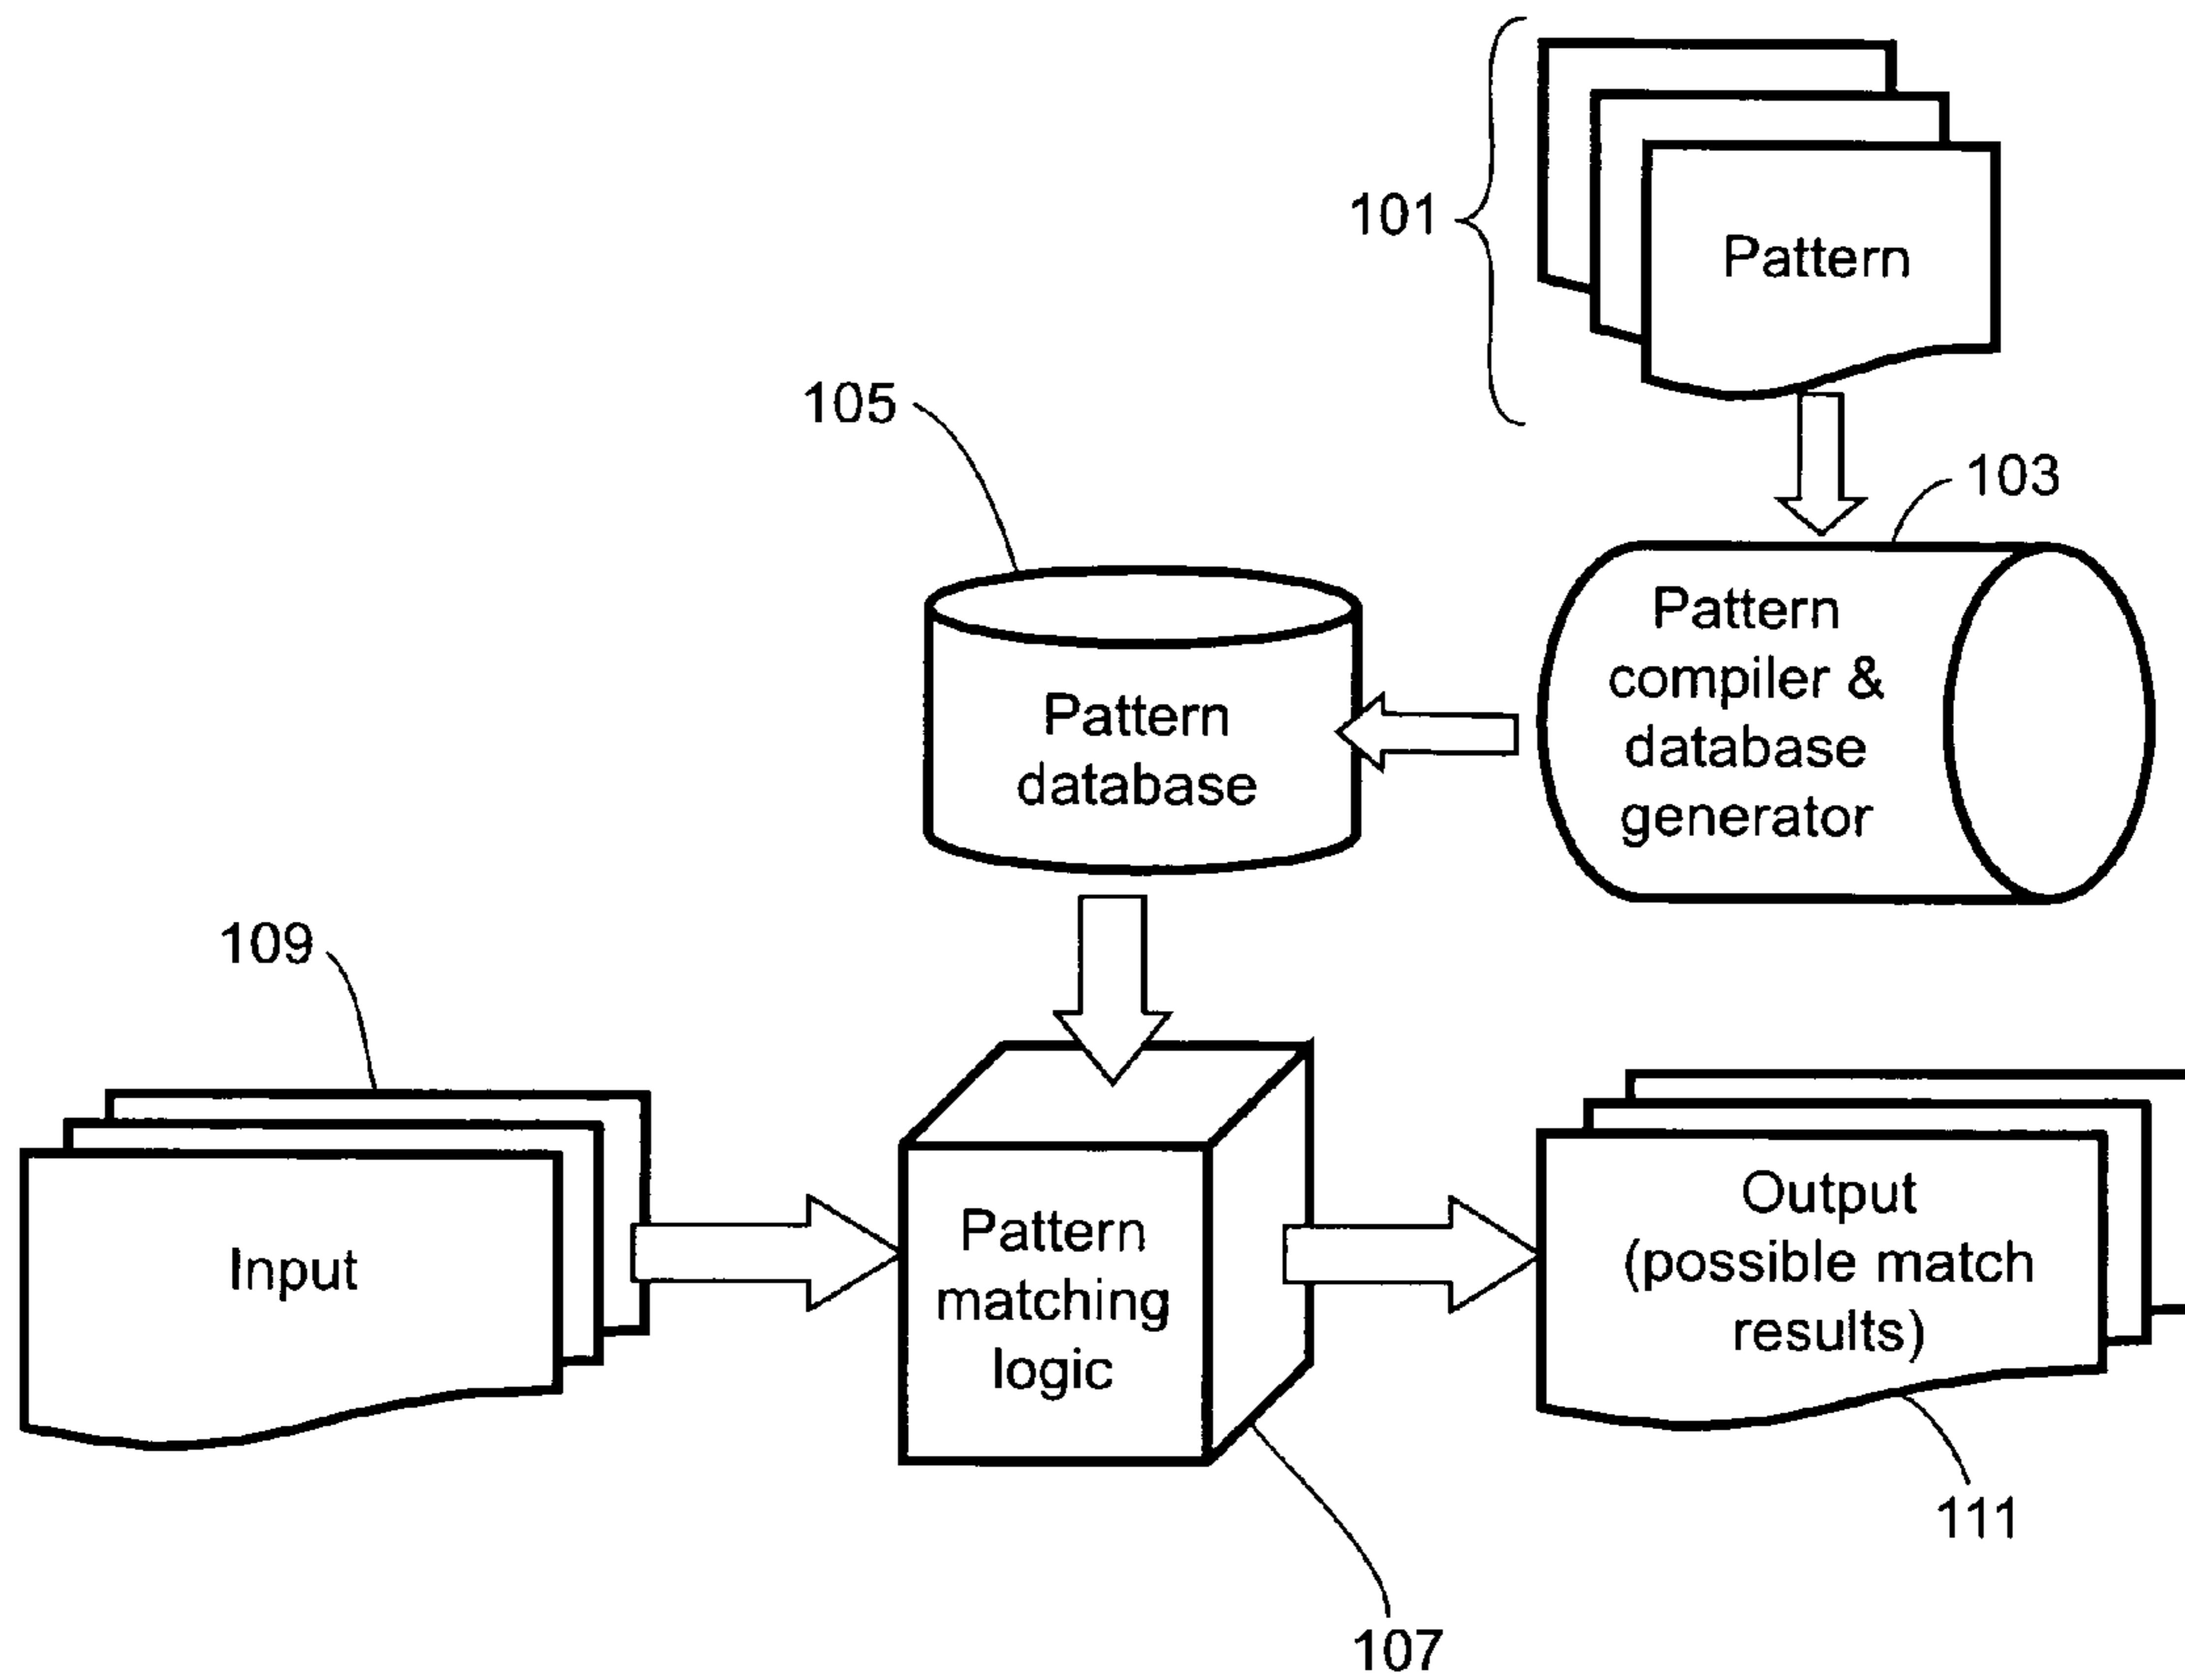 101
Pattern
105
103
Pattern
compiler &
database
generator
Pattern
database
109
Input
Pattern
matching
logic
Output
(possible match
results)
111
107